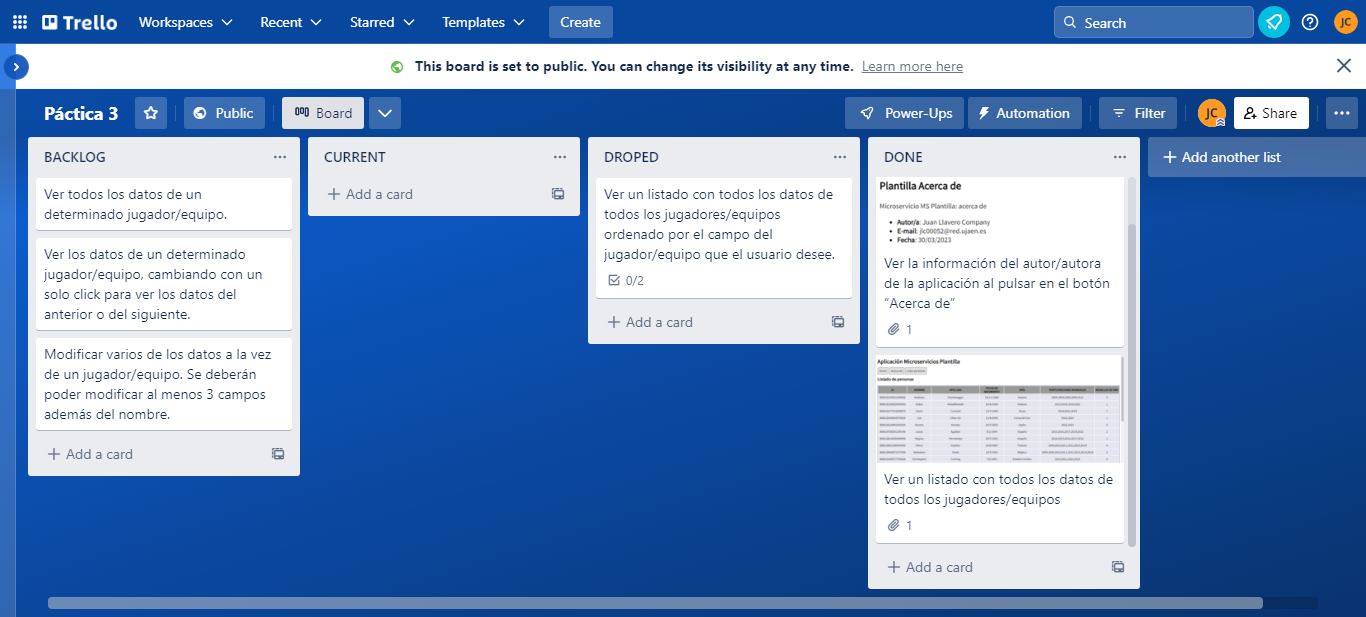 Trello
Workspaces
Recent
Starred
Templates
Create
Search
JC
This board is set to public. You can change its visibility at any time. Learn more here
Páctica 3
Public
Board
Power-Ups
Automation
Filter
JC
Share
BACKLOG
Ver todos los datos de un
determinado jugador/equipo.
Ver los datos de un determinado
jugador/equipo, cambiando con un
solo click para ver los datos del
anterior o del siguiente.
Modificar varios de los datos a la vez
de un jugador/equipo. Se deberán
poder modificar al menos 3 campos
además del nombre.
Add a card
CURRENT
Add a card
DROPED
Ver un listado con todos los datos de
todos los jugadores/equipos
ordenado por el campo del
jugador/equipo que el usuario desee.
0/2
Add a card
DONE
Plantilla Acerca de
Microservicio MS Plantilla: acerca de
Autor/a: Juan Llavero Company
E-mail: jlc00052@red.ujaen.es
Fecha: 30/03/2023
Ver la información del autor/autora
de la aplicación al pulsar en el botón
“Acerca de”
1
Aplicación Microservicios Plantilla
Listado de personas
Ver un listado con todos los datos de
todos los jugadores/equipos
1
Add a card
Add another list